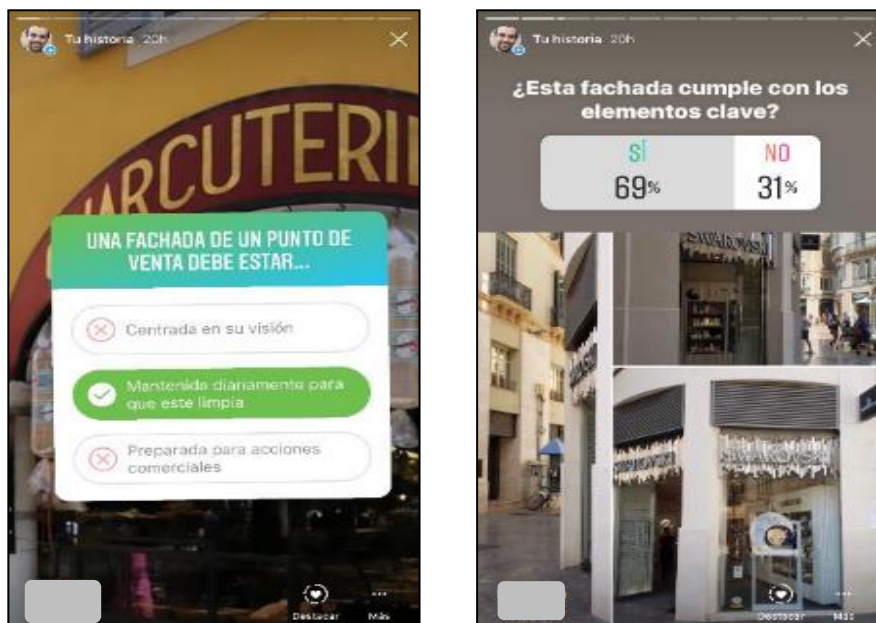 Tu historia 20h
CHARCUTERI
UNA FACHADA DE UN PUNTO DE
VENTA DEBE ESTAR...
Centrada en su visión
Mantenida diariamente para
que este limpia
Preparada para acciones
comerciales
Destacar
Más
Tu historia 20h
¿Esta fachada cumple con los
elementos clave?
SÍ
NO
69%
31%
SWAROVSKI
SWAROVSKI
Destacar
Más